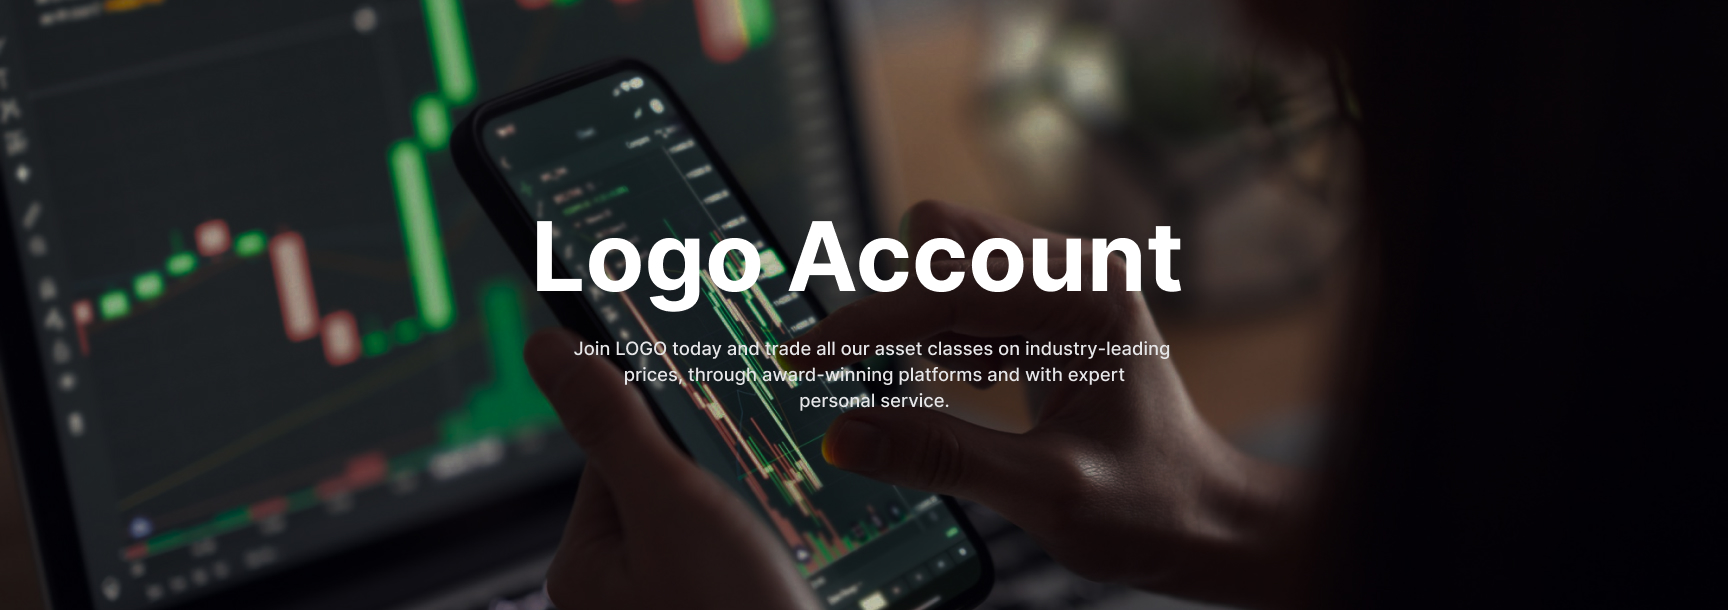 Logo Account
Join LOGO today and trade all our asset classes on industry-leading
prices, through award-winning platforms and with expert
personal service.